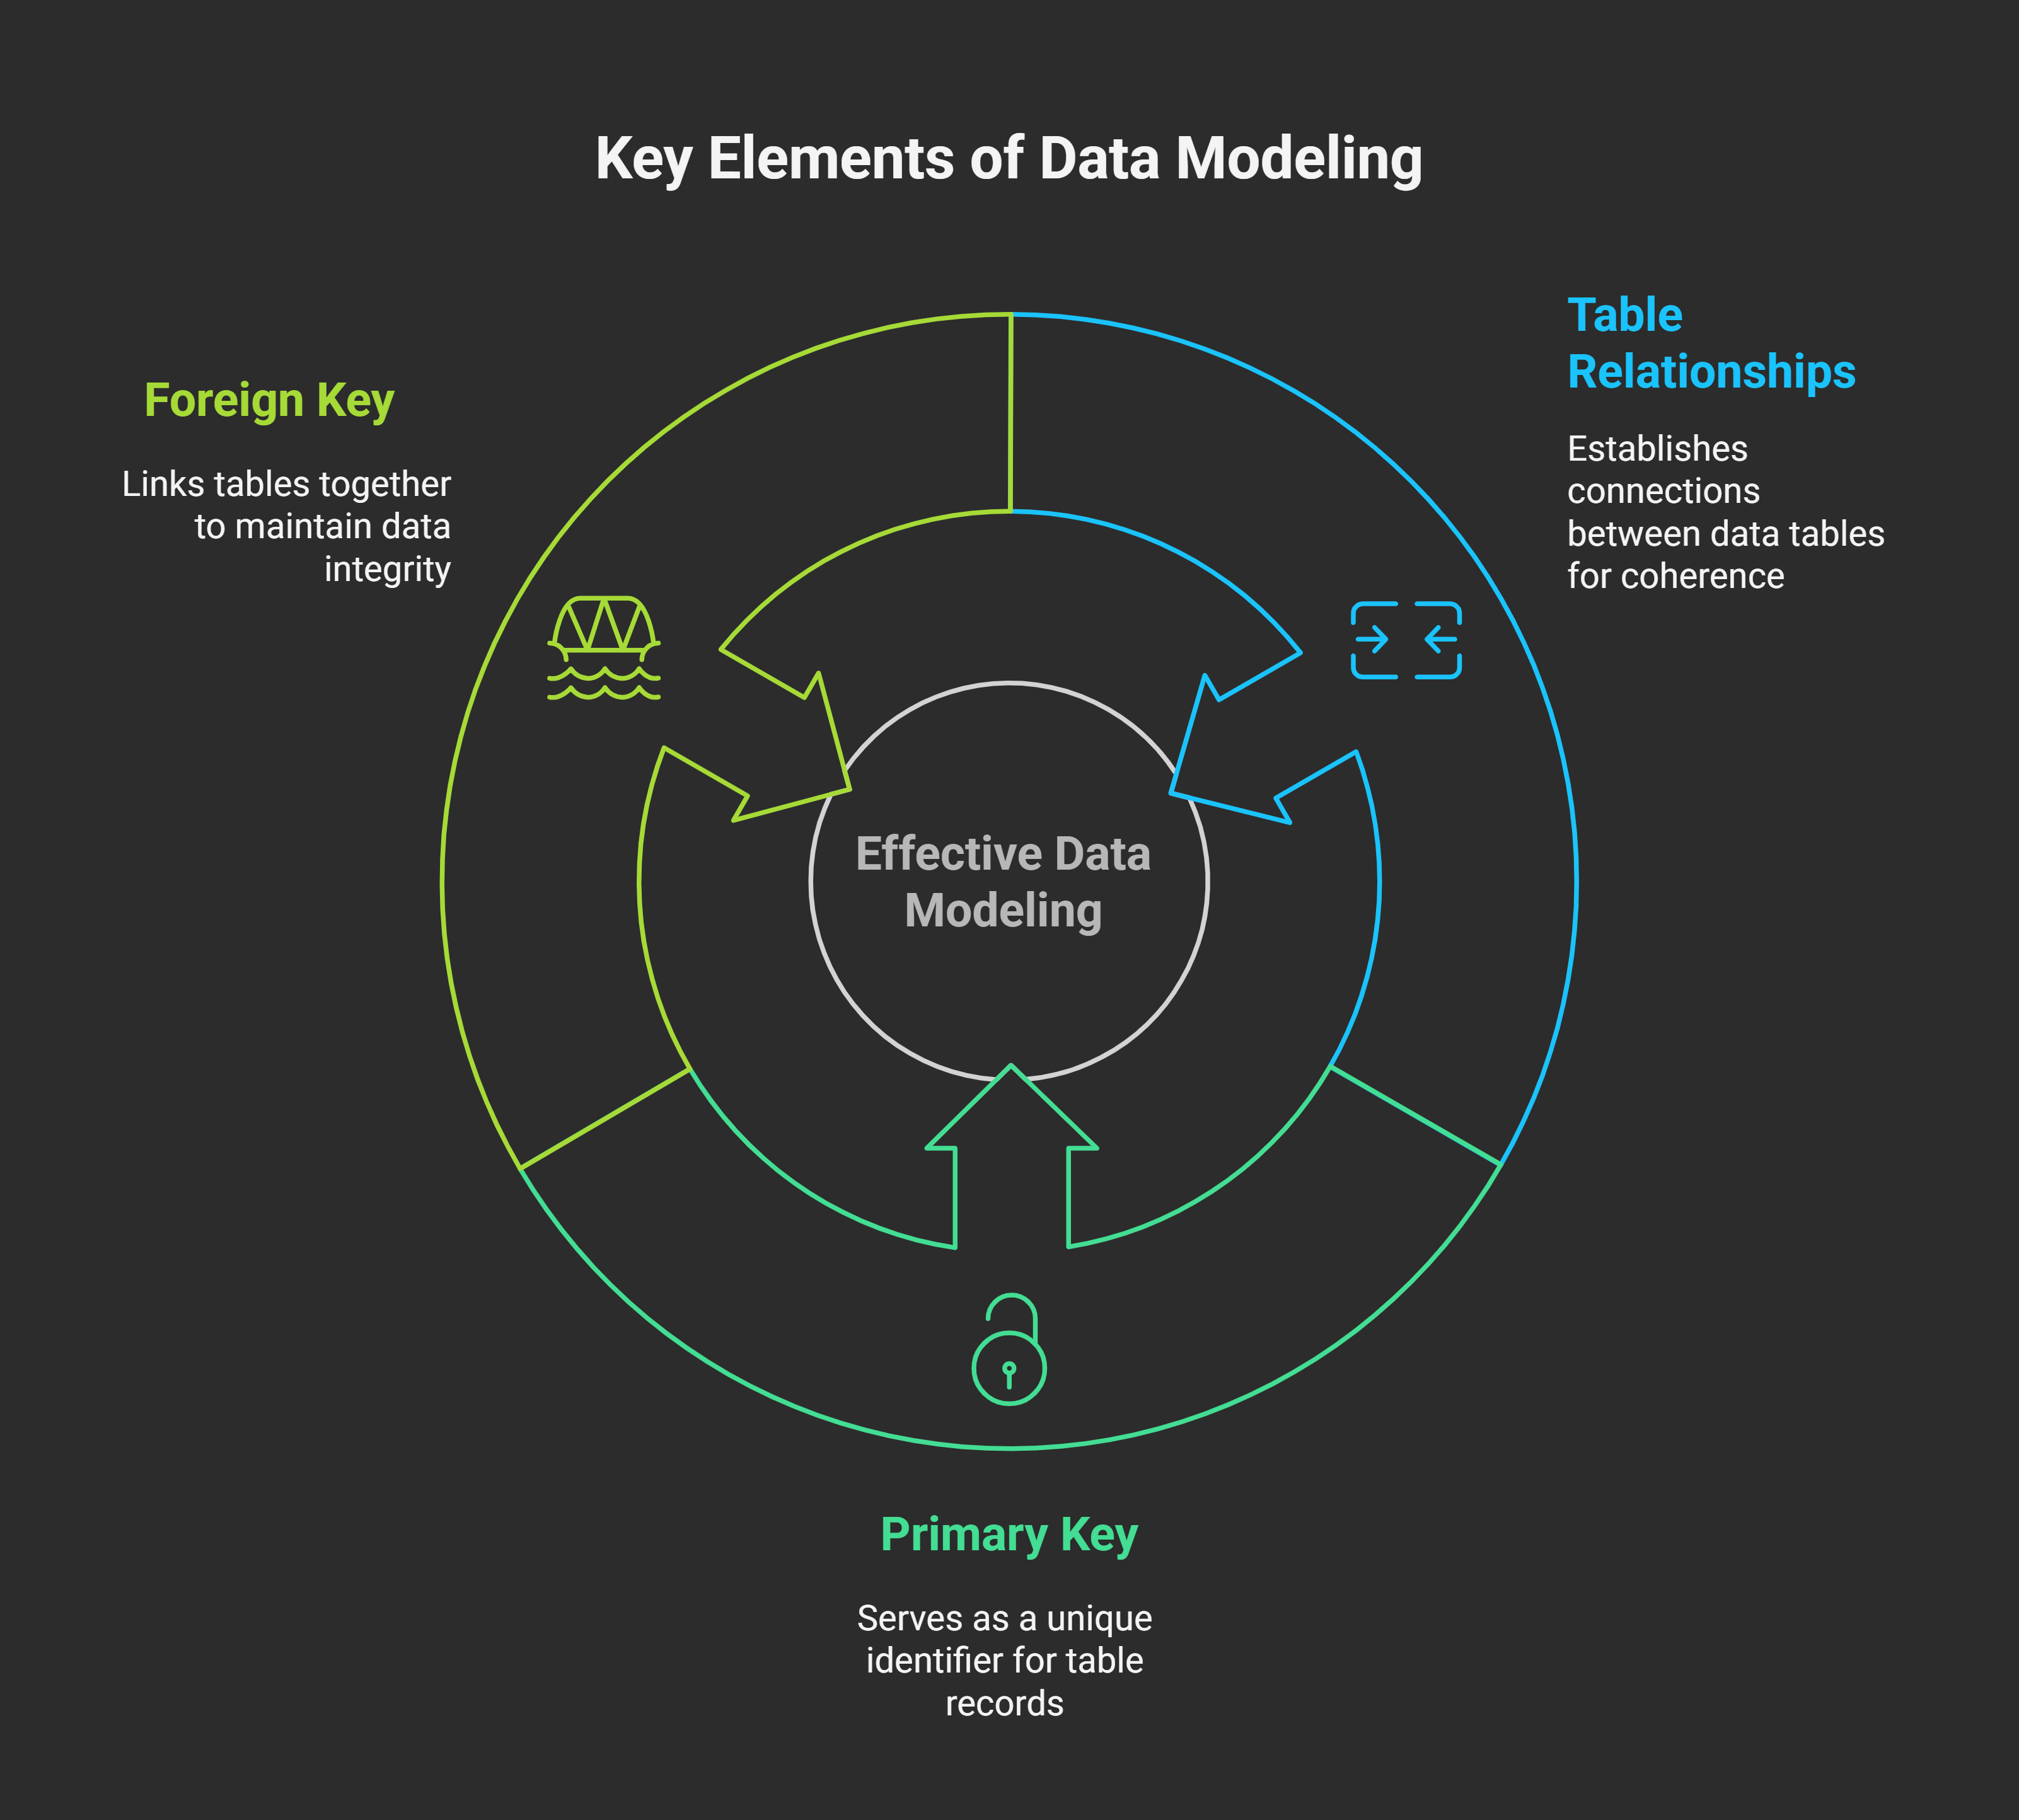 Key Elements of Data Modeling
Foreign Key
Links tables together
to maintain data
integrity
Table
Relationships
Establishes
connections
between data tables
for coherence
Effective Data
Modeling
Primary Key
Serves as a unique
identifier for table
records